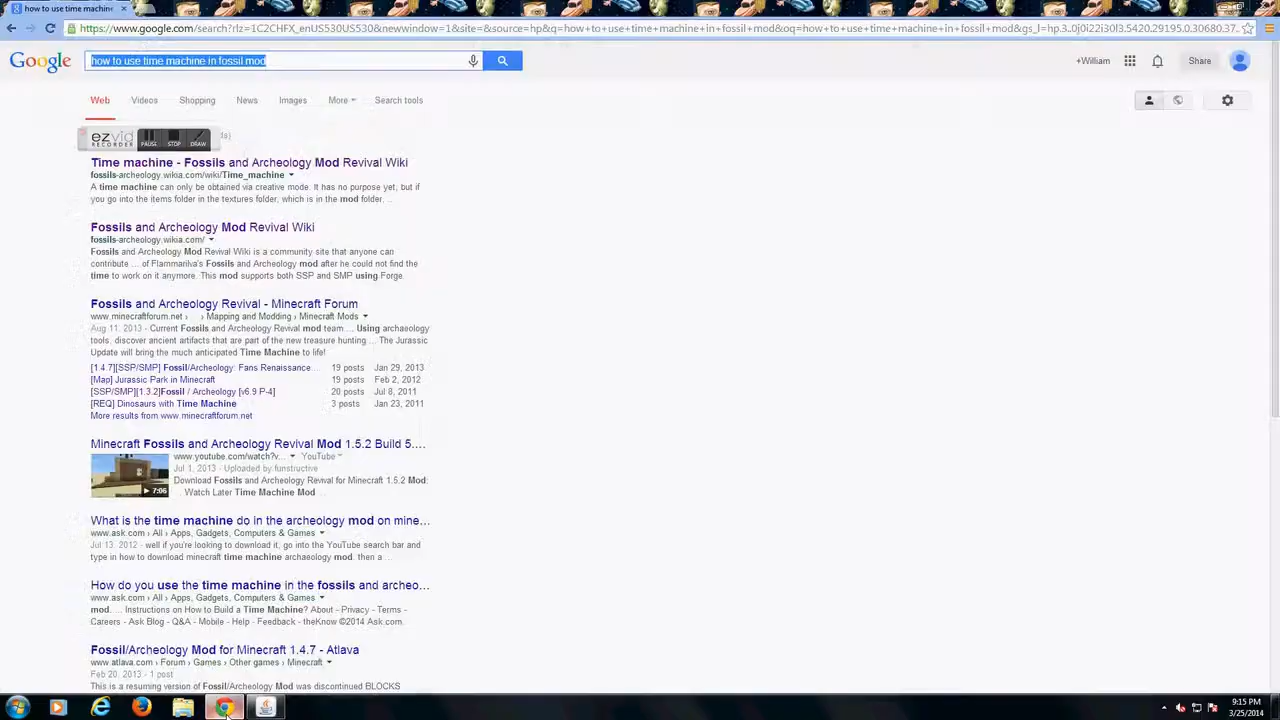 how to use time machin
https://www.google.com/search?rlz=1C2CHFX_enUS530US530&newwindow=1&site=&source=hp&q=how+to+use+time+machine+in+fossil+mod&oq=how+to+use+time+machine+in+fossil+mod&gs_l=hp.3..0j0i22i30l3.5420.29195.0.30680.37...
Google
how to use time machine in fossil mod
+William
Share
Web Videos Shopping News Images More Search tools
ezvid
RECORDER
PAUSE STOP DRAW
Time machine - Fossils and Archeology Mod Revival Wiki
fossils-archeology.wikia.com/wiki/Time_machine
A time machine can only be obtained via creative mode. It has no purpose yet, but if
you go into the items folder in the textures folder, which is in the mod folder. ..
Fossils and Archeology Mod Revival Wiki
fossils-archeology.wikia.com/
Fossils and Archeology Mod Revival Wiki is a community site that anyone can
contribute ... of Flammarilva's Fossils and Archeology mod after he could not find the
time to work on it anymore. This mod supports both SSP and SMP using Forge.
Fossils and Archeology Revival - Minecraft Forum
www.minecraftforum.net › ... › Mapping and Modding › Minecraft Mods
Aug 11, 2013 - Current Fossils and Archeology Revival mod team ... Using archaeology
tools, discover ancient artifacts that are part of the new treasure hunting ... The Jurassic
Update will bring the much anticipated Time Machine to life!
[1.4.7][SSP/SMP] Fossil/Archeology: Fans Renaissance ... 19 posts Jan 29, 2013
[Map] Jurassic Park in Minecraft 19 posts Feb 2, 2012
[SSP/SMP][1.3.2]Fossil / Archeology [v6.9 P-4] 20 posts Jul 8, 2011
[REQ] Dinosaurs with Time Machine 3 posts Jan 23, 2011
More results from www.minecraftforum.net
Minecraft Fossils and Archeology Revival Mod 1.5.2 Build 5....
www.youtube.com/watch?v... YouTube
Jul 1, 2013 - Uploaded by funstructive
Download Fossils and Archeology Revival for Minecraft 1.5.2 Mod:
... Watch Later Time Machine Mod
7:06
What is the time machine do in the archeology mod on mine...
www.ask.com › All › Apps, Gadgets, Computers & Games
Jul 13, 2012 - well if you're looking to download it, go into the YouTube search bar and
type in how to download minecraft time machine archaeology mod. then a ...
How do you use the time machine in the fossils and archeo...
www.ask.com › All › Apps, Gadgets, Computers & Games
mod. ... Instructions on How to Build a Time Machine? About - Privacy - Terms -
Careers - Ask Blog - Q&A - Mobile - Help - Feedback - theKnow ©2014 Ask.com.
Fossil/Archeology Mod for Minecraft 1.4.7 - Atlava
www.atlava.com › Forum › Games › Other games › Minecraft
Feb 20, 2013 - 1 post
This is a resuming version of Fossil/Archeology Mod was discontinued BLOCKS
9:15 PM
3/25/2014